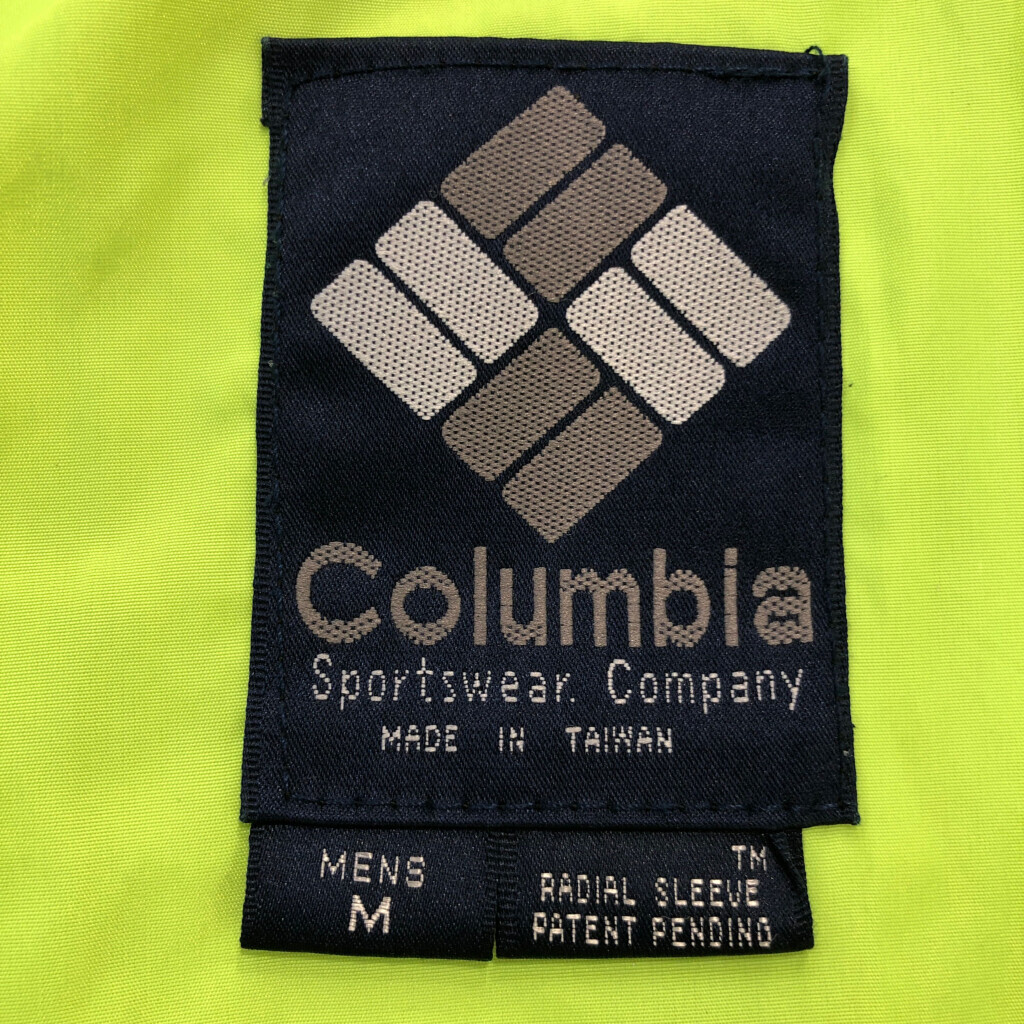 Columbia
Sportswear. Company
MADE IN TAIWAN
MENS
M
TM
RADIAL SLEEVE
PATENT PENDING